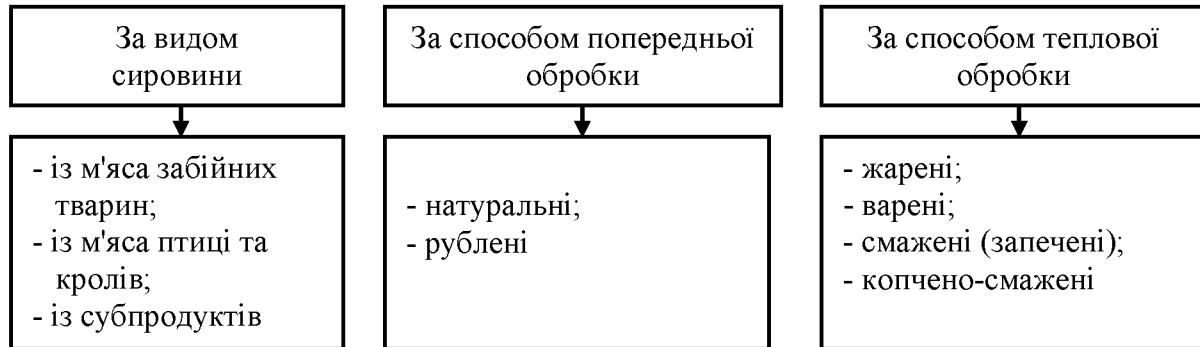 За видом
сировини
- із м'яса забійних
тварин;
- із м'яса птиці та
кролів;
- із субпродуктів
За способом попередньої
обробки
- натуральні;
- рублені
За способом теплової
обробки
- жарені;
- варені;
- смажені (запечені);
- копчено-смажені